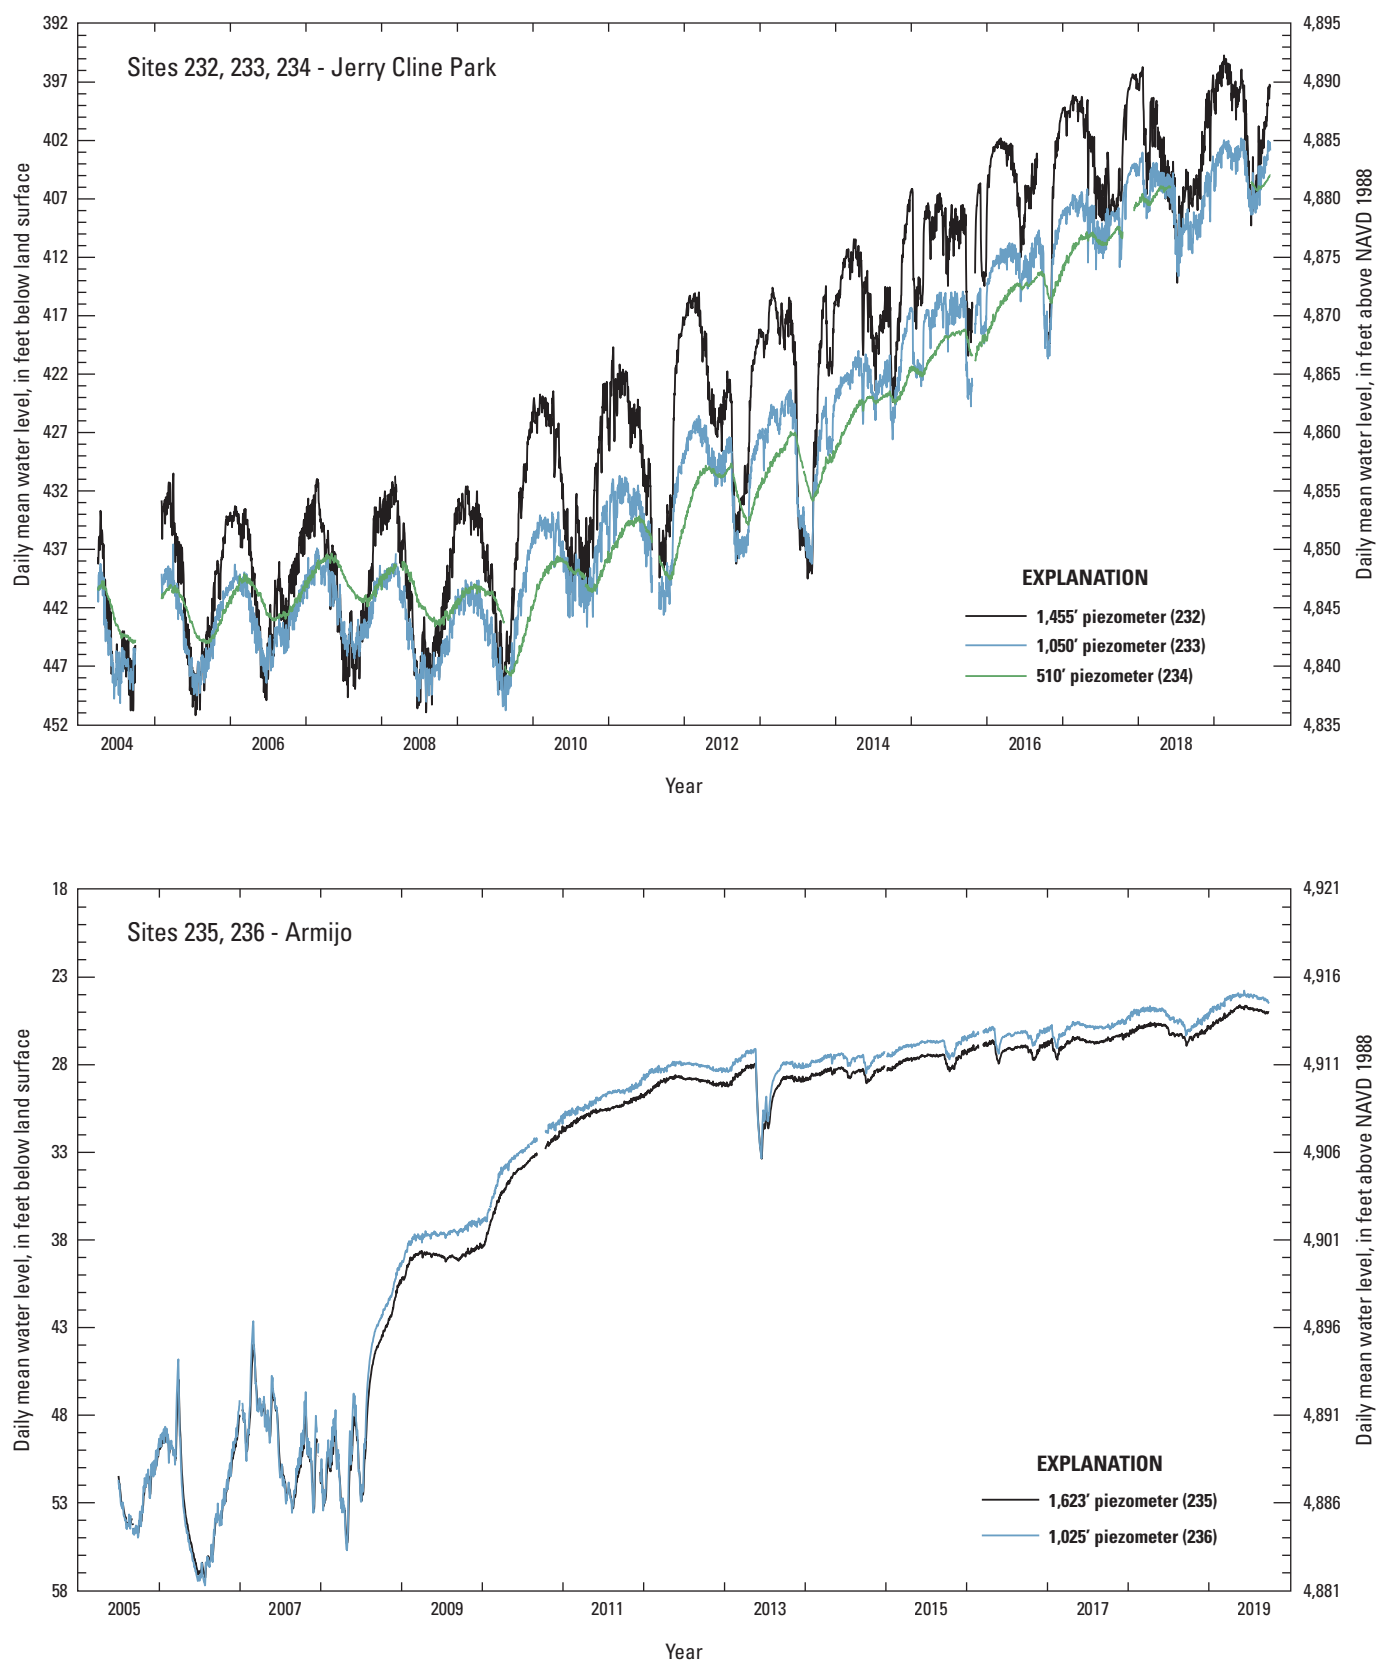 Sites 232, 233, 234 - Jerry Cline Park
Daily mean water level, in feet below land surface
392
397
402
407
412
417
422
427
432
437
442
447
452
Daily mean water level, in feet above NAVD 1988
4,895
4,890
4,885
4,880
4,875
4,870
4,865
4,860
4,855
4,850
4,845
4,840
4,835
EXPLANATION
1,455′ piezometer (232)
1,050′ piezometer (233)
510′ piezometer (234)
2004 2006 2008 2010 2012 2014 2016 2018
Year
Sites 235, 236 - Armijo
Daily mean water level, in feet below land surface
18
23
28
33
38
43
48
53
58
Daily mean water level, in feet above NAVD 1988
4,921
4,916
4,911
4,906
4,901
4,896
4,891
4,886
4,881
EXPLANATION
1,623′ piezometer (235)
1,025′ piezometer (236)
2005 2007 2009 2011 2013 2015 2017 2019
Year